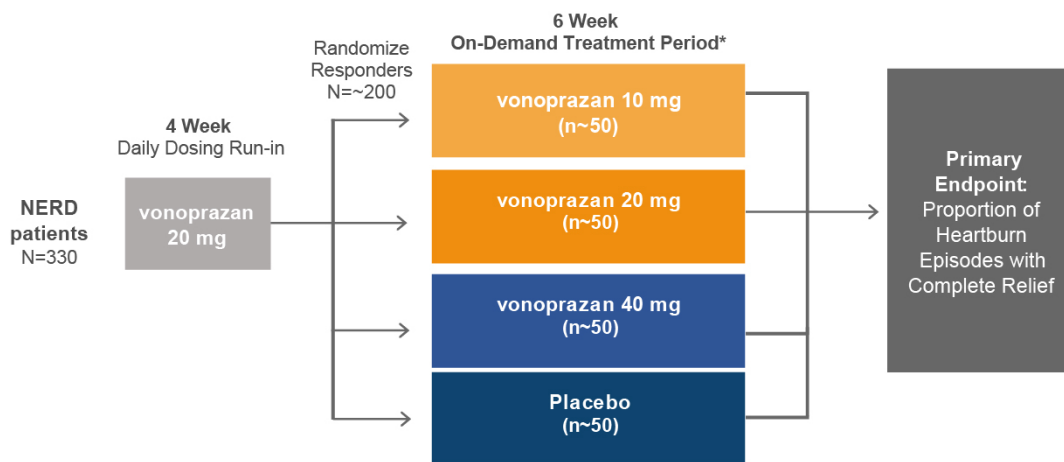 NERD
patients
N=330
4 Week
Daily Dosing Run-in
vonoprazan
20 mg
Randomize
Responders
N=~200
6 Week
On-Demand Treatment Period*
vonoprazan 10 mg
(n~50)
vonoprazan 20 mg
(n~50)
vonoprazan 40 mg
(n~50)
Placebo
(n~50)
Primary
Endpoint:
Proportion of
Heartburn
Episodes with
Complete Relief